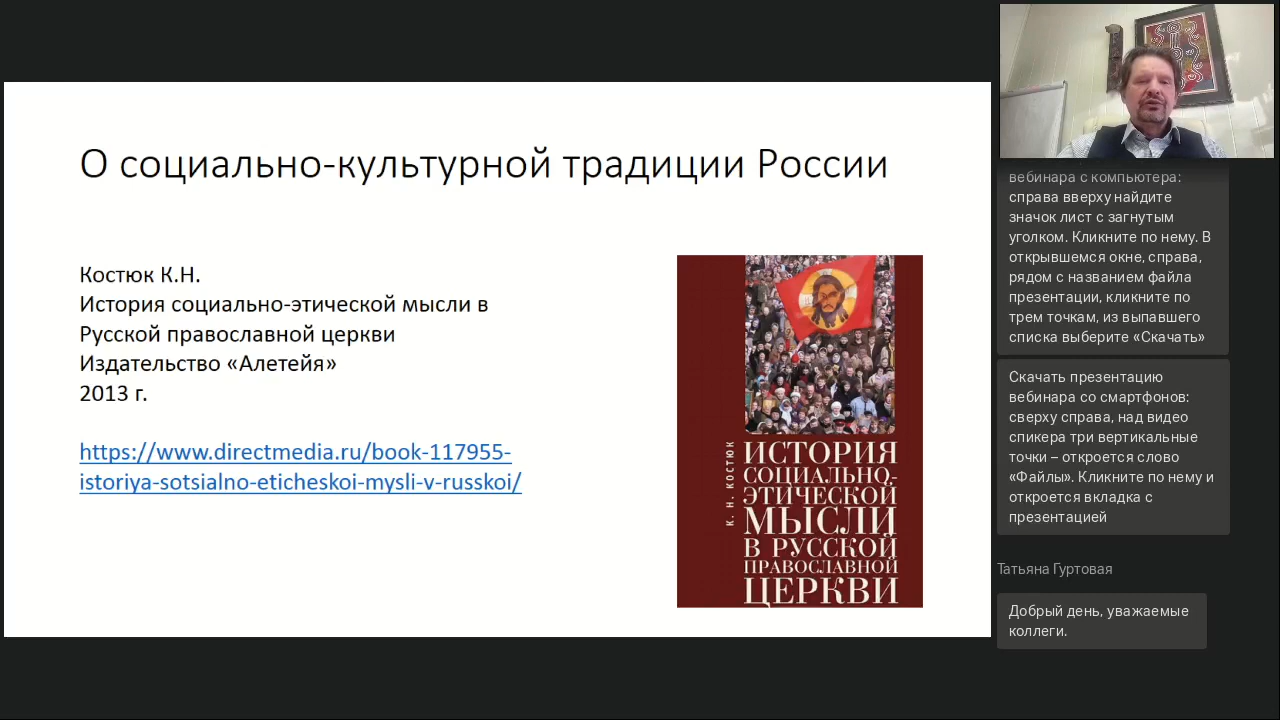 О социально-культурной традиции России
Костюк К.Н.
История социально-этической мысли в
Русской православной церкви
Издательство «Алетейя»
2013 г.
https://www.directmedia.ru/book-117955-
istoriya-sotsialno-eticheskoi-mysli-v-russkoi/
К. Н. КОСТЮК
ИСТОРИЯ
СОЦИАЛЬНО-
ЭТИЧЕСКОЙ
МЫСЛИ
В РУССКОЙ
ПРАВОСЛАВНОЙ
ЦЕРКВИ
вебинара с компьютера:
справа вверху найдите
значок лист с загнутым
уголком. Кликните по нему. В
открывшемся окне, справа,
рядом с названием файла
презентации, кликните по
трем точкам, из выпавшего
списка выберите «Скачать»
Скачать презентацию
вебинара со смартфонов:
сверху справа, над видео
спикера три вертикальные
точки – откроется слово
«Файлы». Кликните по нему и
откроется вкладка с
презентацией
Татьяна Гуртовая
Добрый день, уважаемые
коллеги.